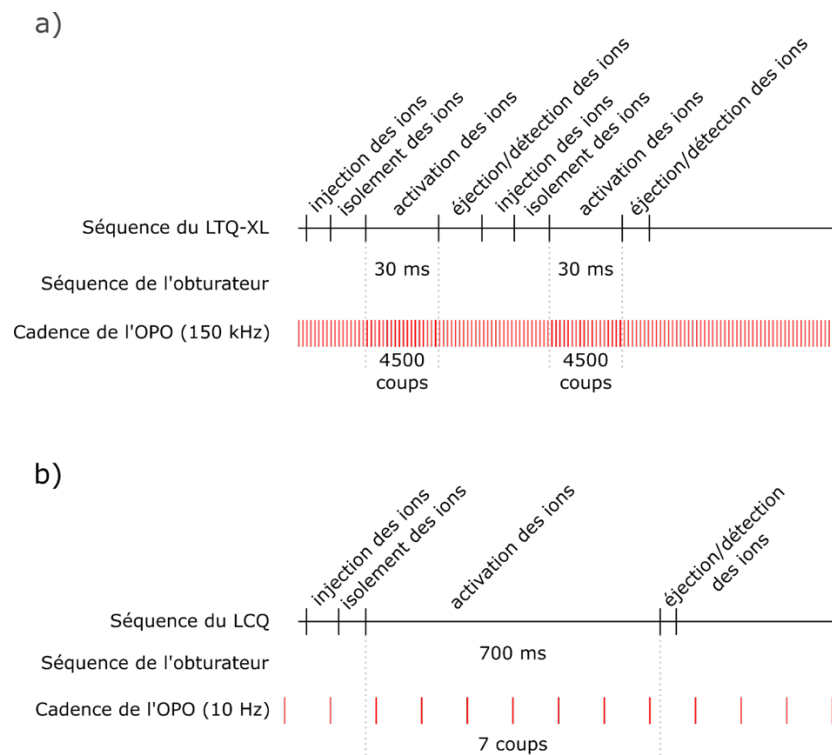 a)
injection des ions
isolement des ions
activation des ions
éjection/détection des ions
injection des ions
isolement des ions
activation des ions
éjection/détection des ions
Séquence du LTQ-XL
30 ms
30 ms
Séquence de l'obturateur
Cadence de l'OPO (150 kHz)
4500
coups
4500
coups
b)
injection des ions
isolement des ions
activation des ions
éjection/détection
des ions
Séquence du LCQ
Séquence de l'obturateur
700 ms
Cadence de l'OPO (10 Hz)
7 coups